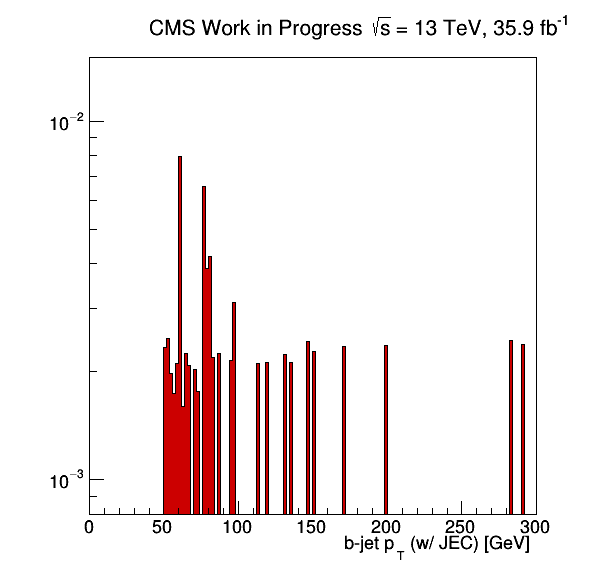 CMS Work in Progress √s = 13 TeV, 35.9 fb⁻¹
10⁻²
10⁻³
0 50 100 150 200 250 300
b-jet p_T (w/ JEC) [GeV]